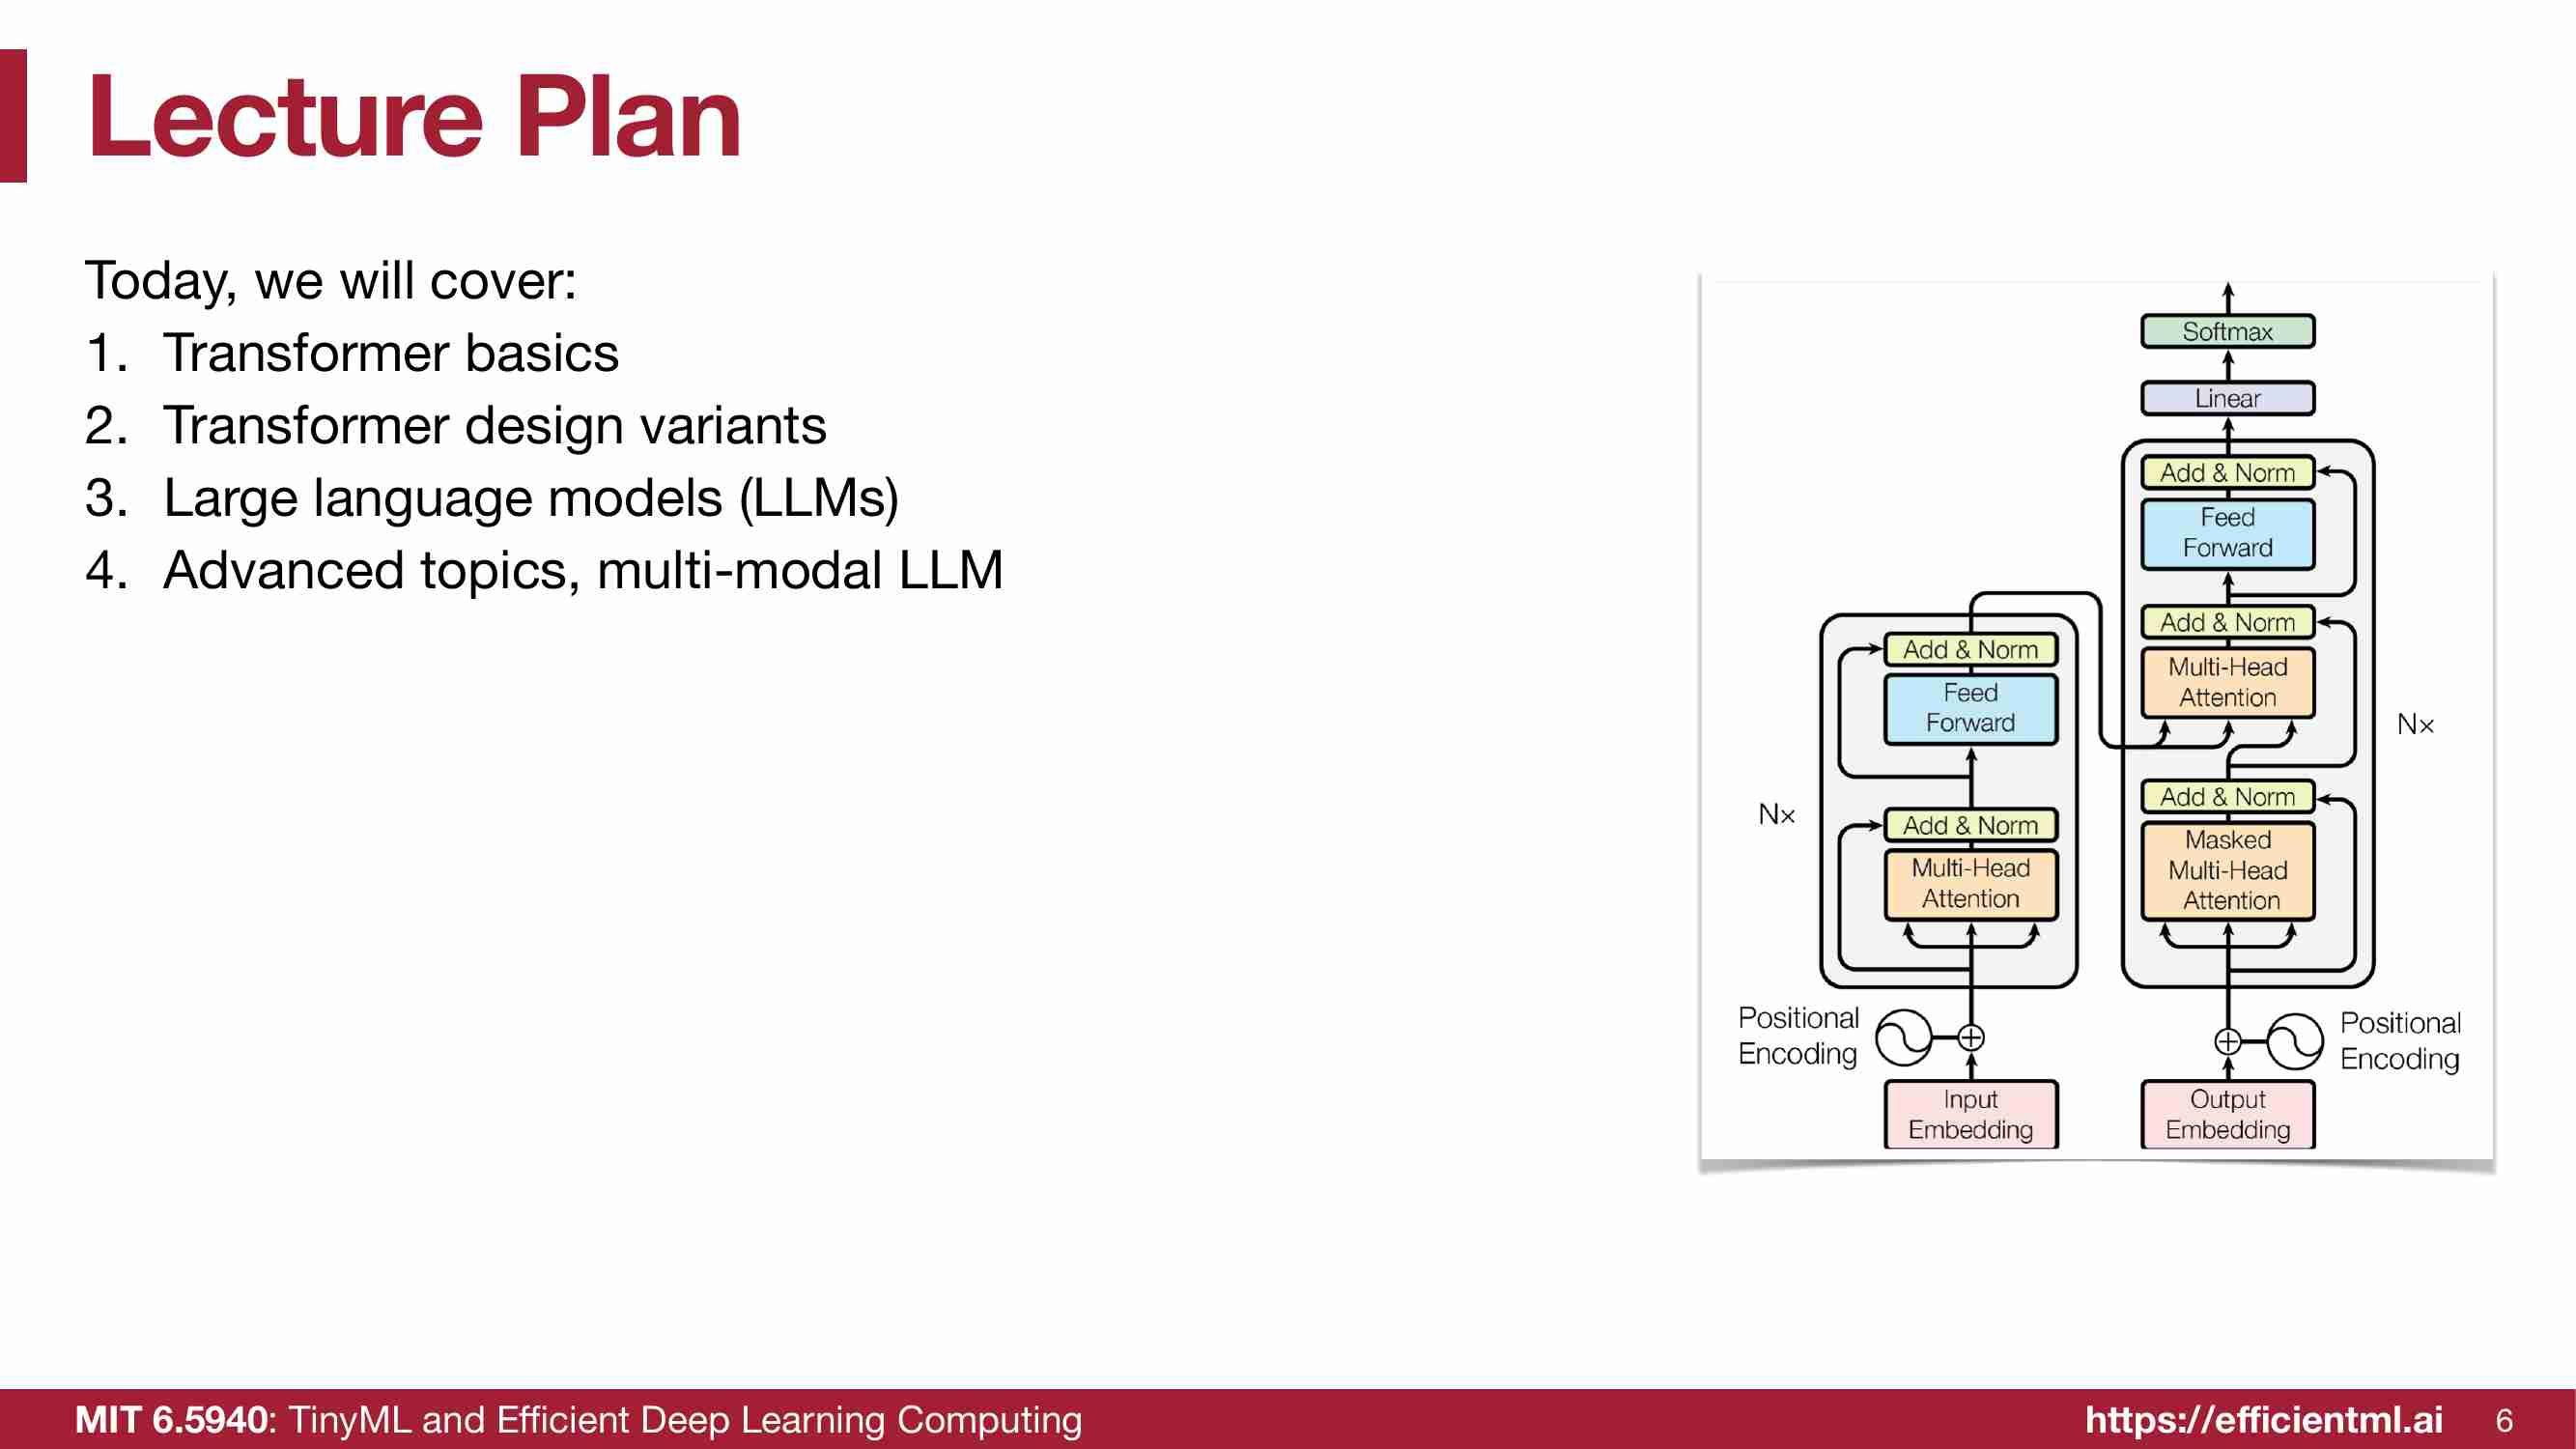 Lecture Plan
Today, we will cover:
1. Transformer basics
2. Transformer design variants
3. Large language models (LLMs)
4. Advanced topics, multi-modal LLM
Softmax
Linear
Add & Norm
Feed
Forward
Add & Norm
Multi-Head
Attention
N×
Add & Norm
Masked
Multi-Head
Attention
Add & Norm
Feed
Forward
N×
Add & Norm
Multi-Head
Attention
Positional
Encoding
Input
Embedding
Positional
Encoding
Output
Embedding
MIT 6.5940: TinyML and Efficient Deep Learning Computing
https://efficientml.ai
6